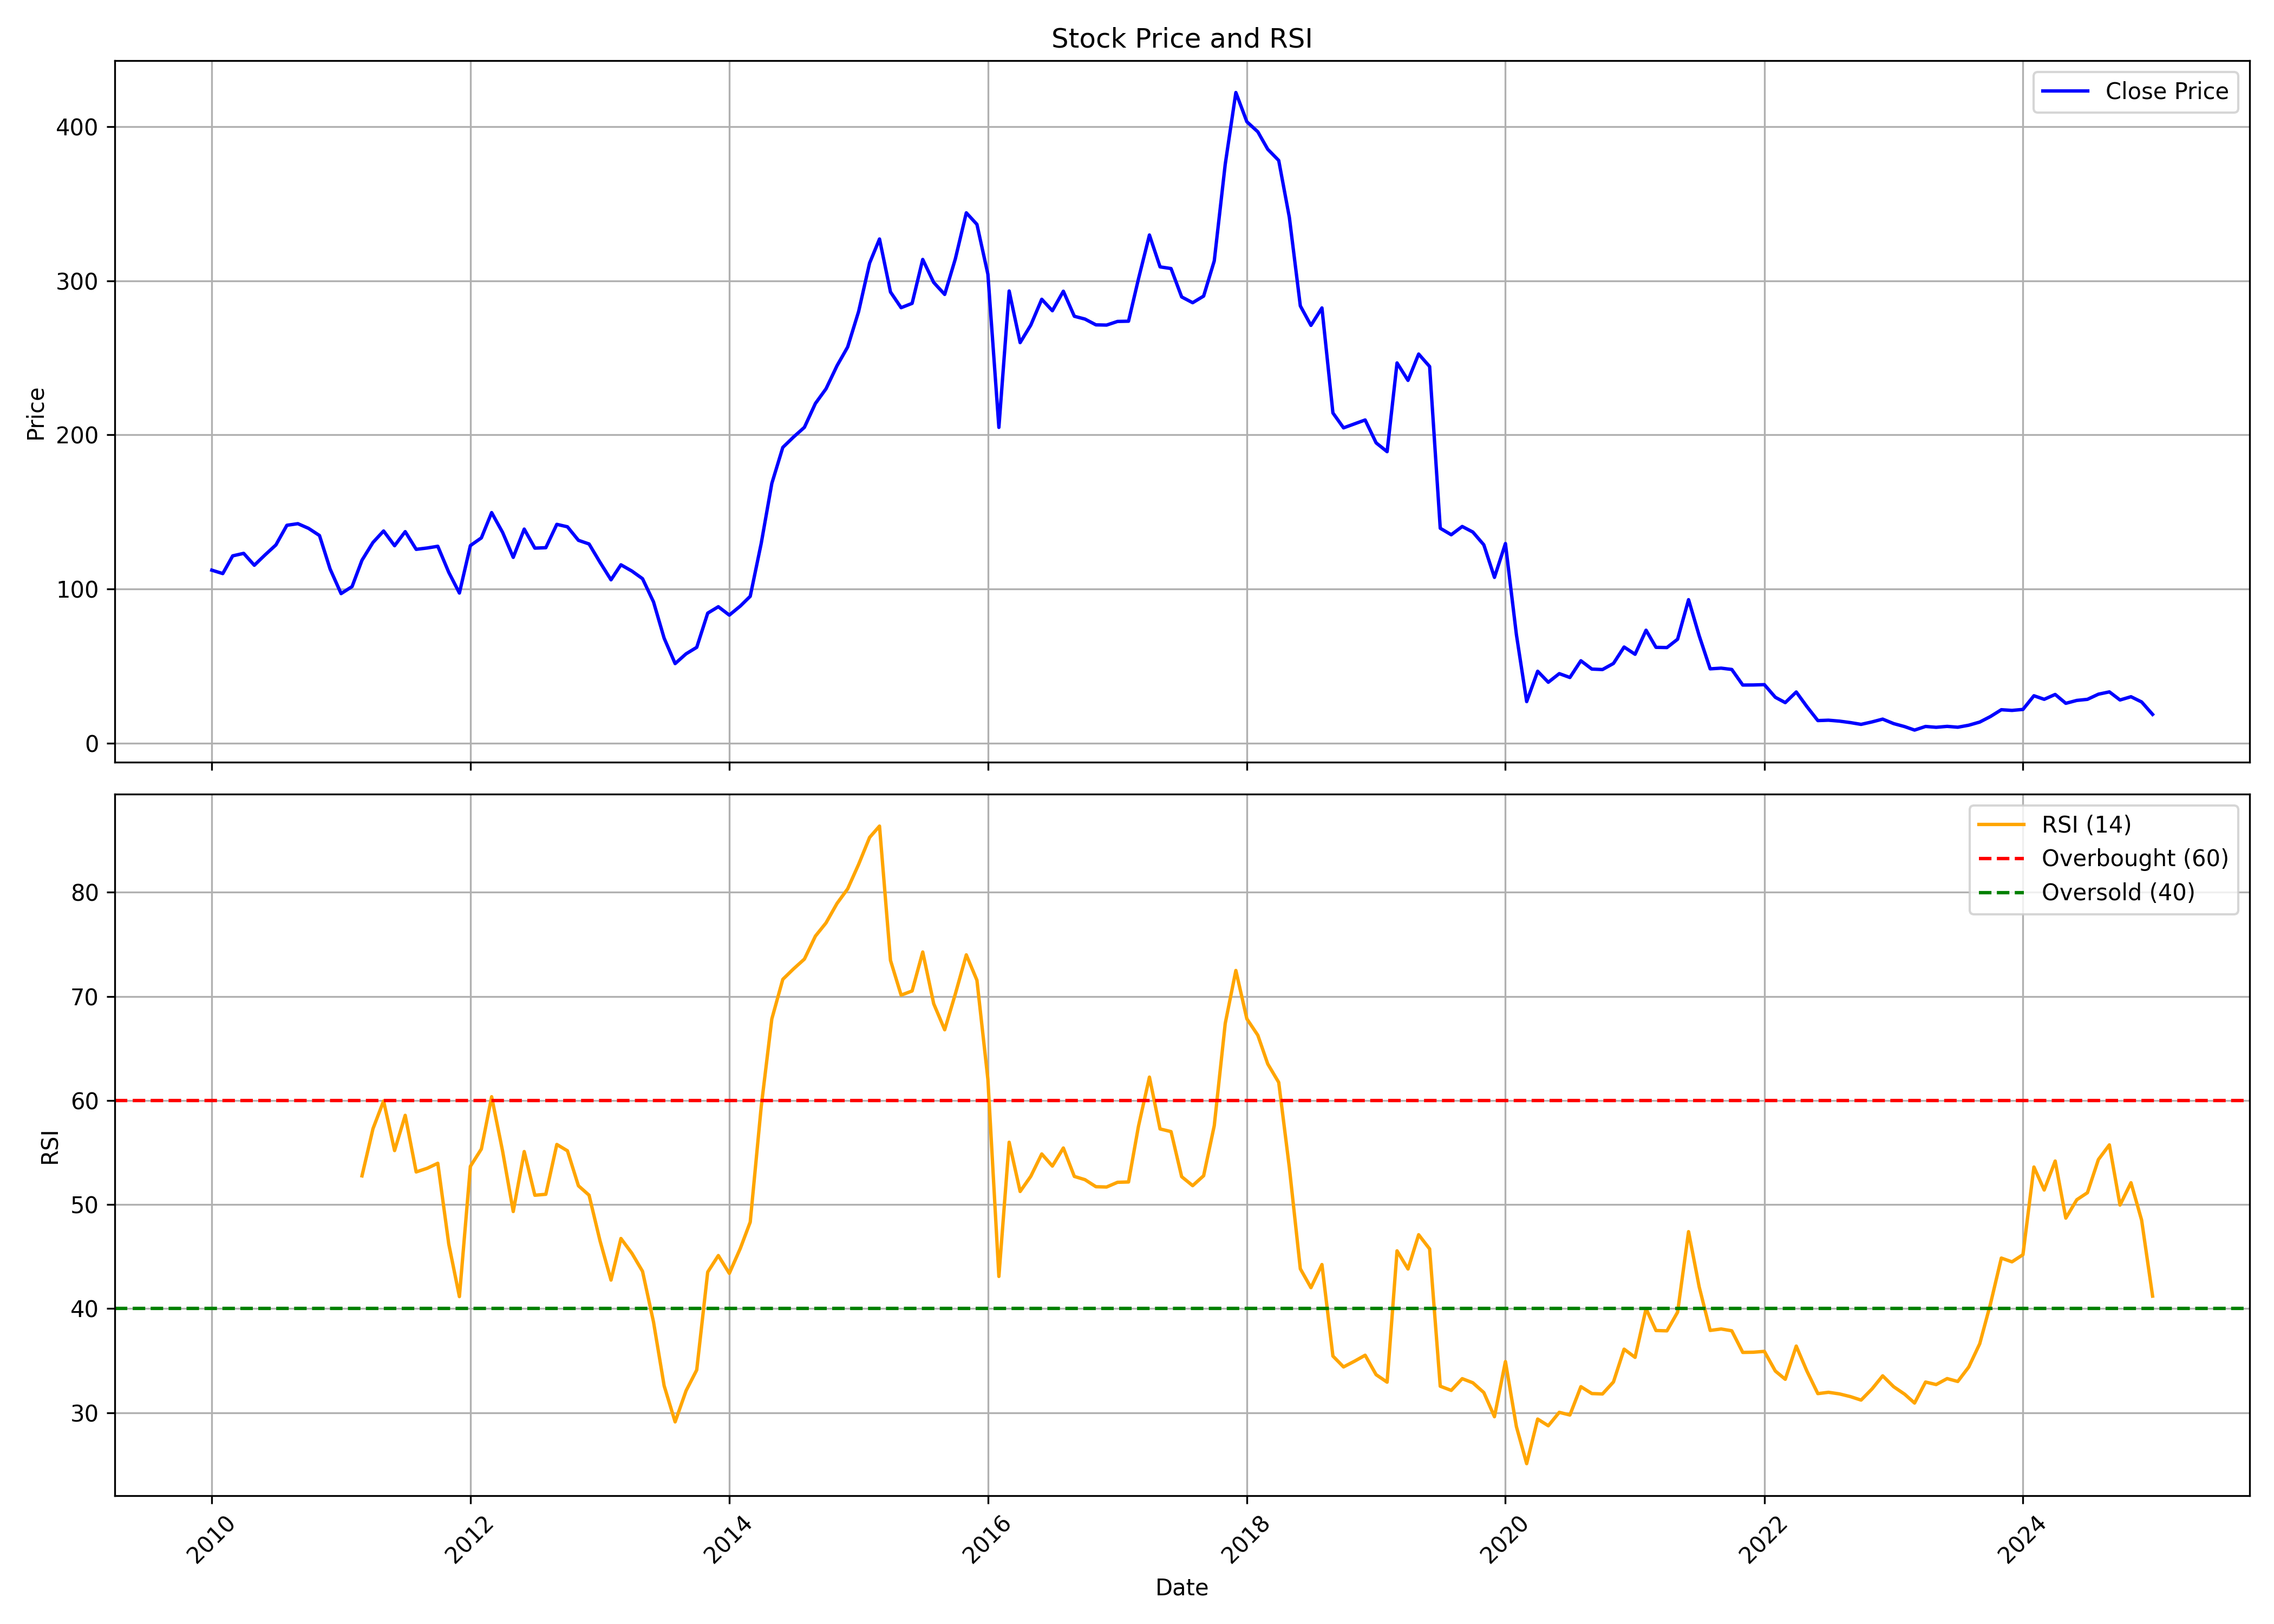 Stock Price and RSI
Close Price
400
300
200
100
0
Price
RSI (14)
Overbought (60)
Oversold (40)
80
70
60
50
40
30
RSI
2010
2012
2014
2016
2018
2020
2022
2024
Date